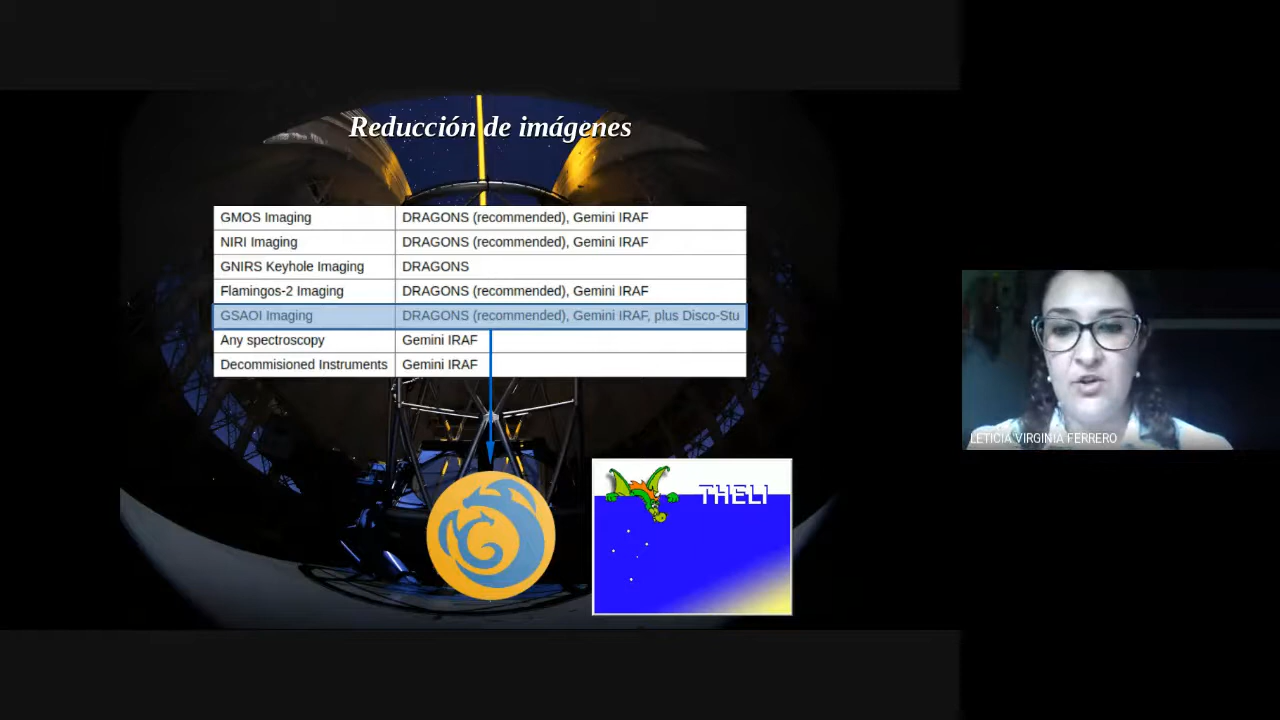 Reducción de imágenes
GMOS Imaging DRAGONS (recommended), Gemini IRAF
NIRI Imaging DRAGONS (recommended), Gemini IRAF
GNIRS Keyhole Imaging DRAGONS
Flamingos-2 Imaging DRAGONS (recommended), Gemini IRAF
GSAOI Imaging DRAGONS (recommended), Gemini IRAF, plus Disco-Stu
Any spectroscopy Gemini IRAF
Decommisioned Instruments Gemini IRAF
THELI
LETICIA VIRGINIA FERRERO